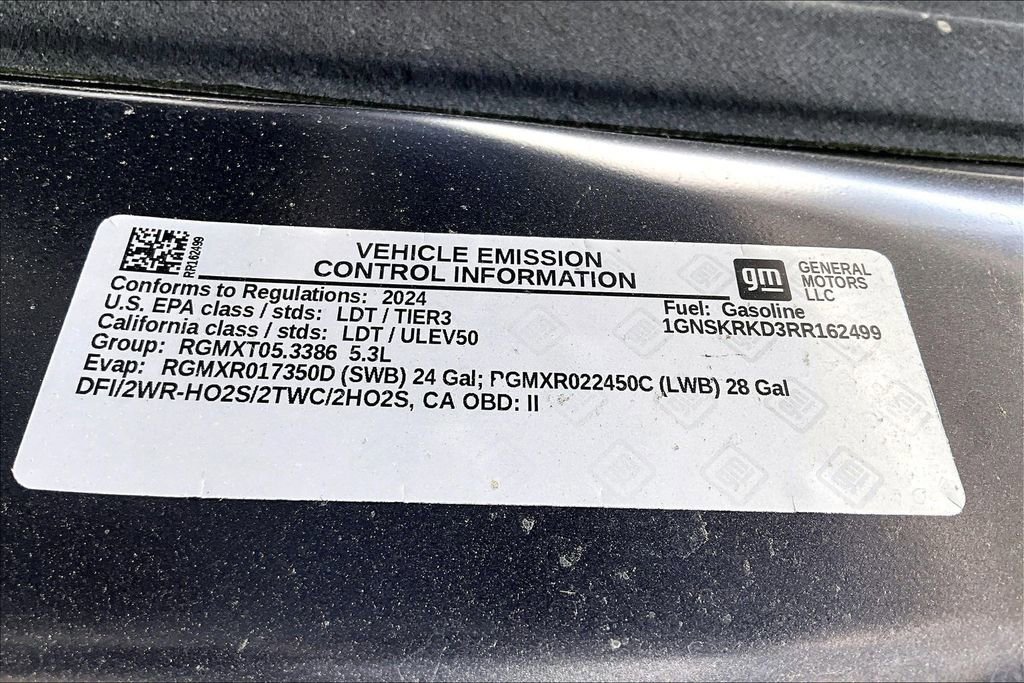 RR162499
VEHICLE EMISSION
CONTROL INFORMATION
gm
GENERAL
MOTORS
LLC
Conforms to Regulations: 2024
U.S. EPA class / stds: LDT / TIER3
California class / stds: LDT / ULEV50
Group: RGMXT05.3386 5.3L
Evap: RGMXR017350D (SWB) 24 Gal; RGMXR022450C (LWB) 28 Gal
DFI/2WR-HO2S/2TWC/2HO2S, CA OBD: II
Fuel: Gasoline
1GNSKRKD3RR162499